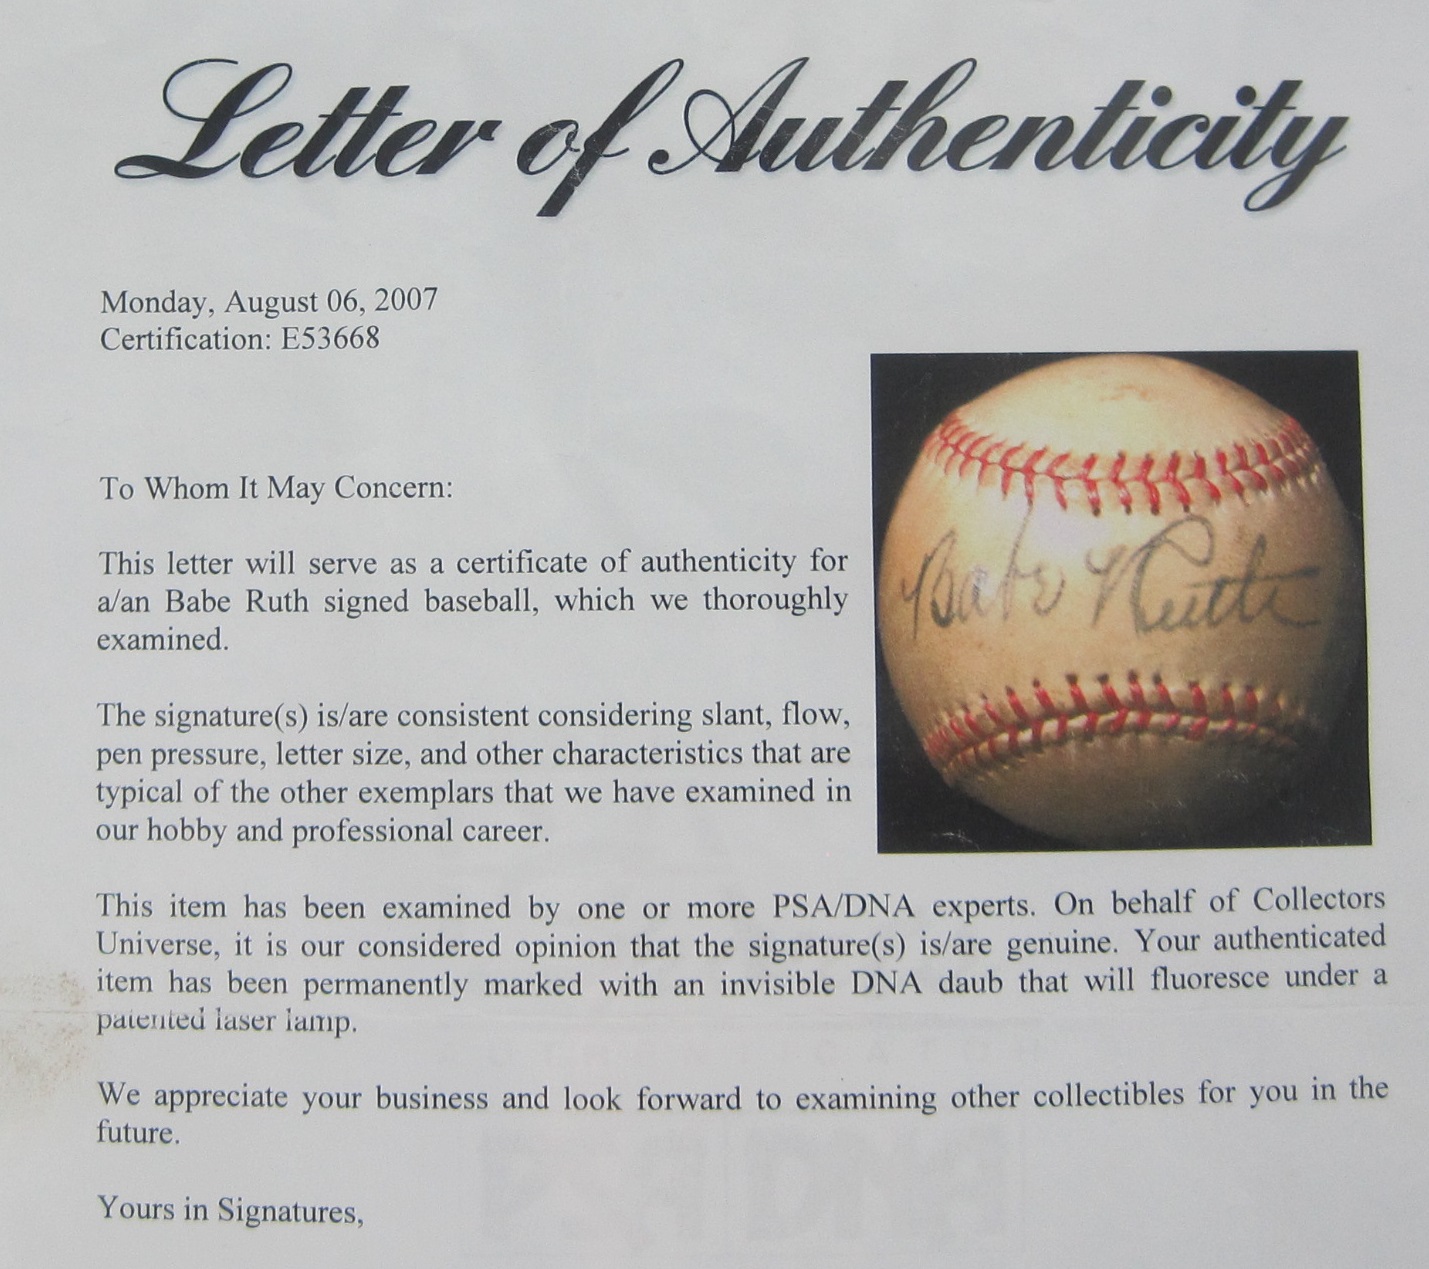 Letter of Authenticity
Monday, August 06, 2007
Certification: E53668
To Whom It May Concern:
This letter will serve as a certificate of authenticity for
a/an Babe Ruth signed baseball, which we thoroughly
examined.
Babe Ruth
The signature(s) is/are consistent considering slant, flow,
pen pressure, letter size, and other characteristics that are
typical of the other exemplars that we have examined in
our hobby and professional career.
This item has been examined by one or more PSA/DNA experts. On behalf of Collectors
Universe, it is our considered opinion that the signature(s) is/are genuine. Your authenticated
item has been permanently marked with an invisible DNA daub that will fluoresce under a
patented laser lamp.
We appreciate your business and look forward to examining other collectibles for you in the
future.
Yours in Signatures,